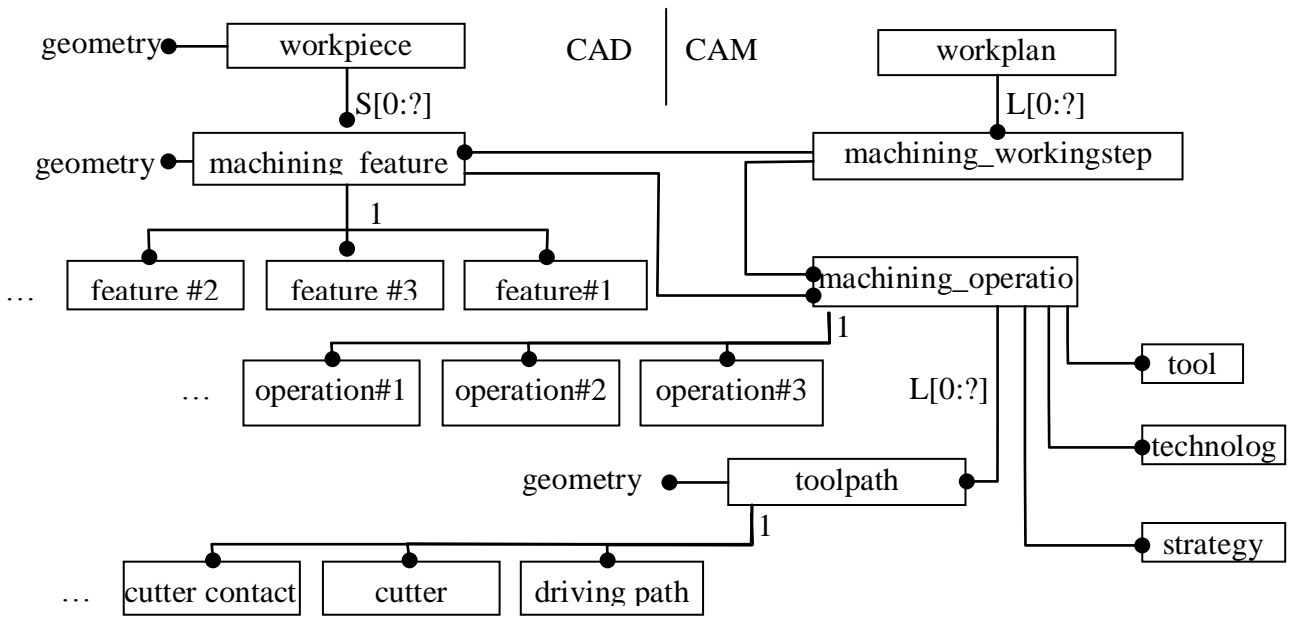 geometry
workpiece
CAD
CAM
workplan
S[0:?]
L[0:?]
geometry
machining_feature
machining_workingstep
1
… feature #2 feature #3 feature#1
machining_operatio
1
… operation#1 operation#2 operation#3
L[0:?]
tool
technolog
geometry
toolpath
1
strategy
… cutter contact cutter driving path